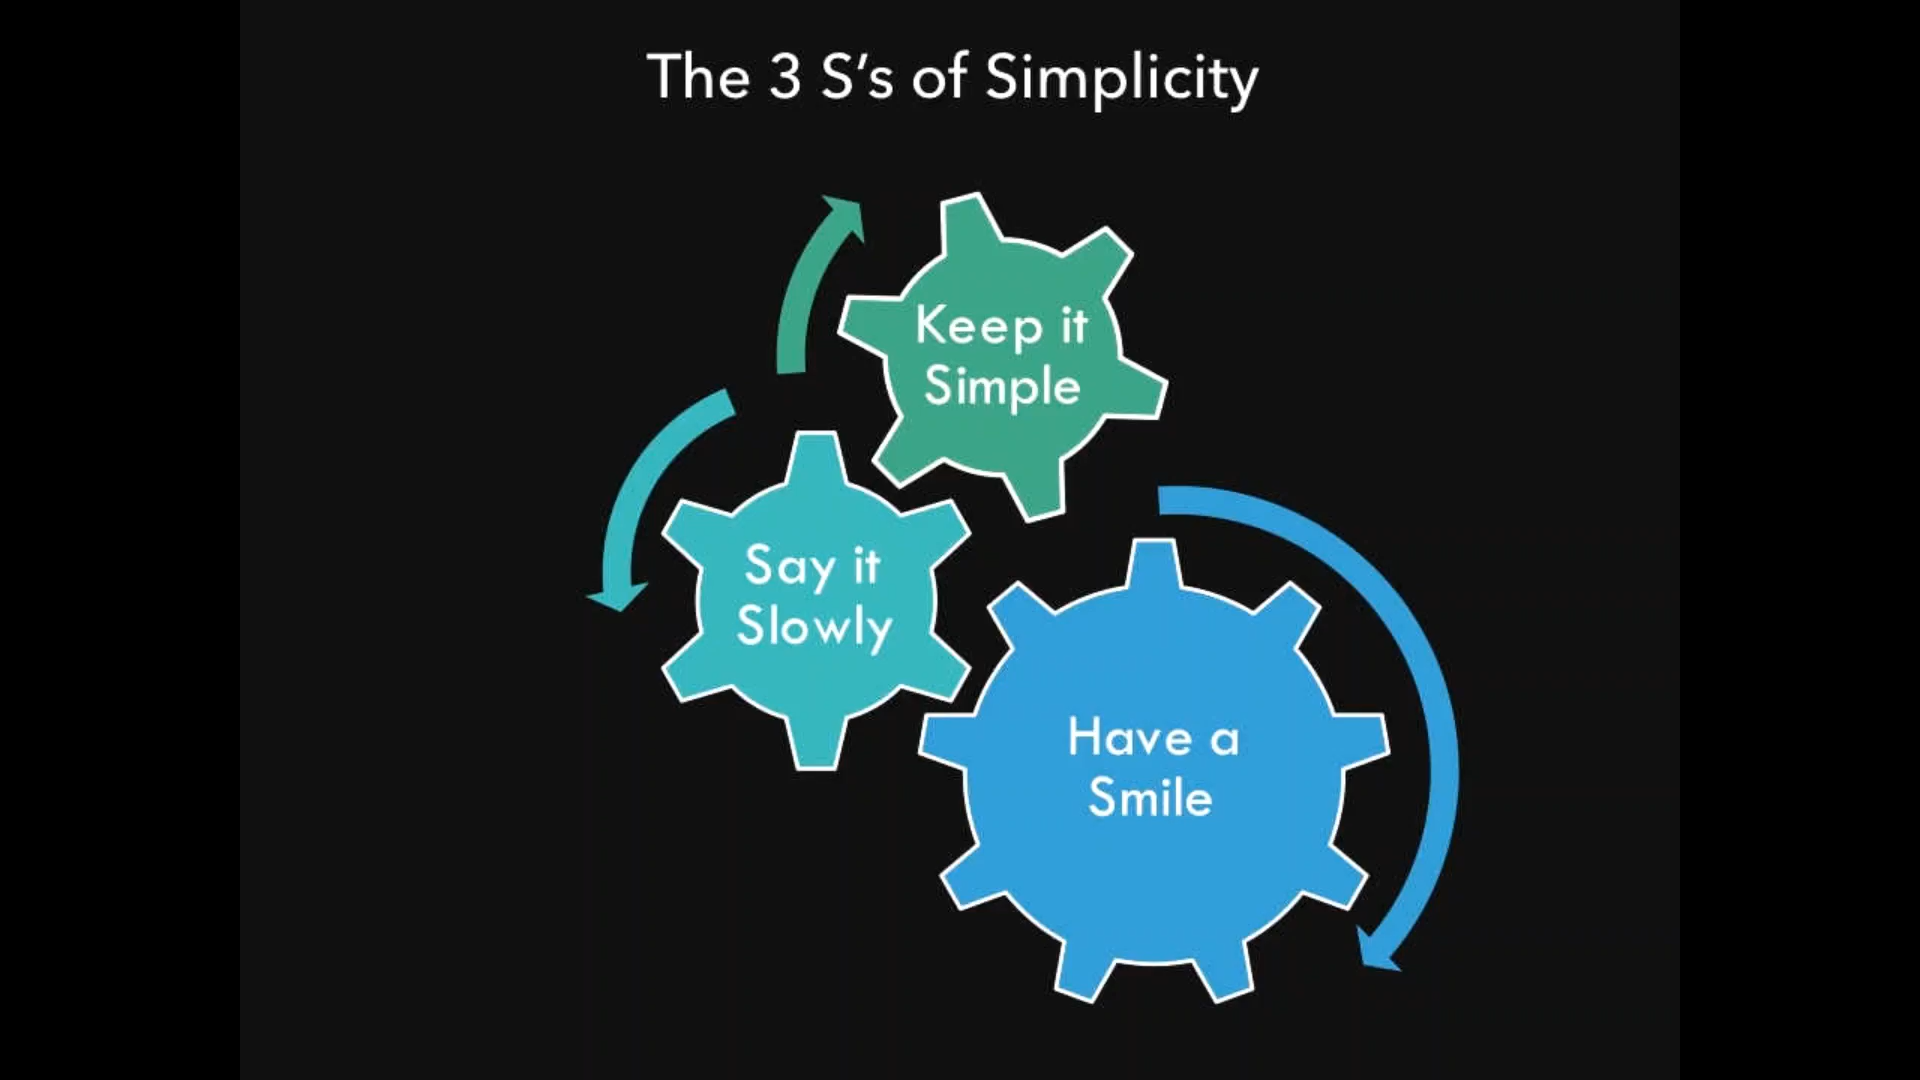 The 3 S’s of Simplicity
Keep it
Simple
Say it
Slowly
Have a
Smile